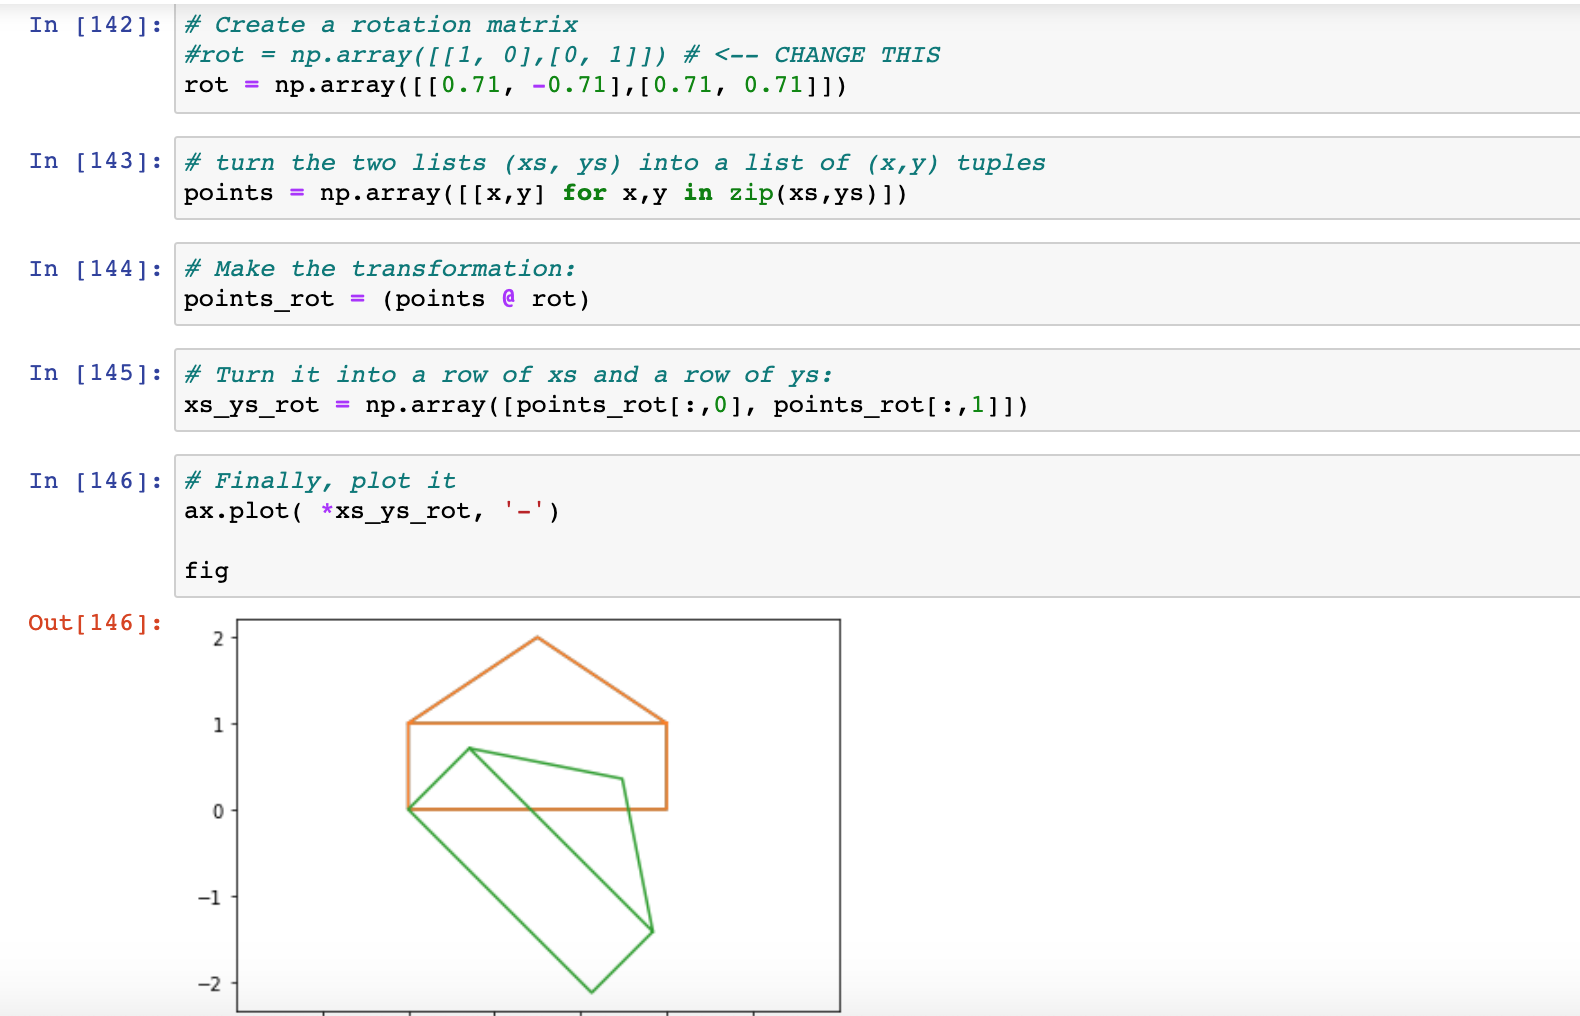 In [142]:
# Create a rotation matrix
#rot = np.array([[1, 0],[0, 1]]) # <-- CHANGE THIS
rot = np.array([[0.71, -0.71],[0.71, 0.71]])
In [143]:
# turn the two lists (xs, ys) into a list of (x,y) tuples
points = np.array([[x,y] for x,y in zip(xs,ys)])
In [144]:
# Make the transformation:
points_rot = (points @ rot)
In [145]:
# Turn it into a row of xs and a row of ys:
xs_ys_rot = np.array([points_rot[:,0], points_rot[:,1]])
In [146]:
# Finally, plot it
ax.plot( *xs_ys_rot, '-')
fig
Out[146]:
2
1
0
−1
−2